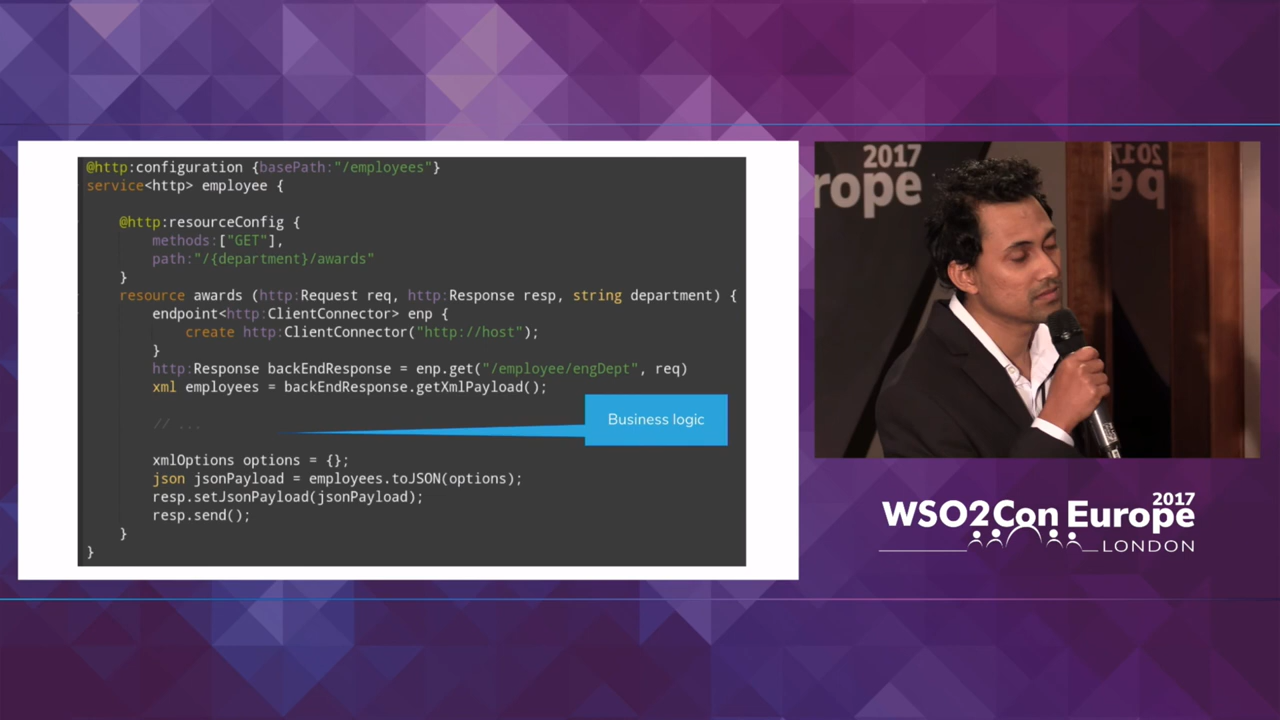 @http:configuration {basePath:"/employees"}
service<http> employee {
@http:resourceConfig {
methods:["GET"],
path:"/{department}/awards"
}
resource awards (http:Request req, http:Response resp, string department) {
endpoint<http:ClientConnector> enp {
create http:ClientConnector("http://host");
}
http:Response backEndResponse = enp.get("/employee/engDept", req)
xml employees = backEndResponse.getXmlPayload();
// ...
Business logic
xmlOptions options = {};
json jsonPayload = employees.toJSON(options);
resp.setJsonPayload(jsonPayload);
resp.send();
}
}
2017
rope
2017
pe
WSO2Con Europe 2017
LONDON